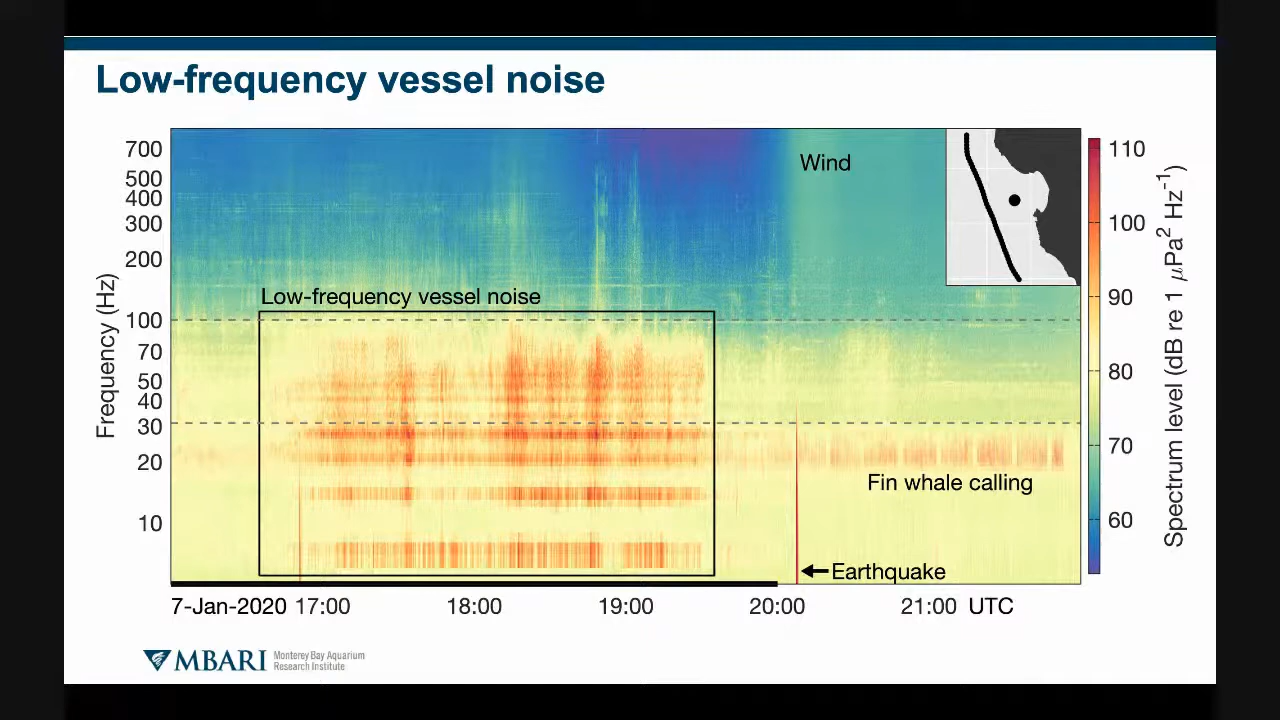 Low-frequency vessel noise
700
500
400
300
200
100
70
50
40
30
20
10
Frequency (Hz)
Wind
Low-frequency vessel noise
Fin whale calling
Earthquake
7-Jan-2020 17:00 18:00 19:00 20:00 21:00 UTC
110
100
90
80
70
60
Spectrum level (dB re 1 μPa² Hz⁻¹)
MBARI
Monterey Bay Aquarium
Research Institute